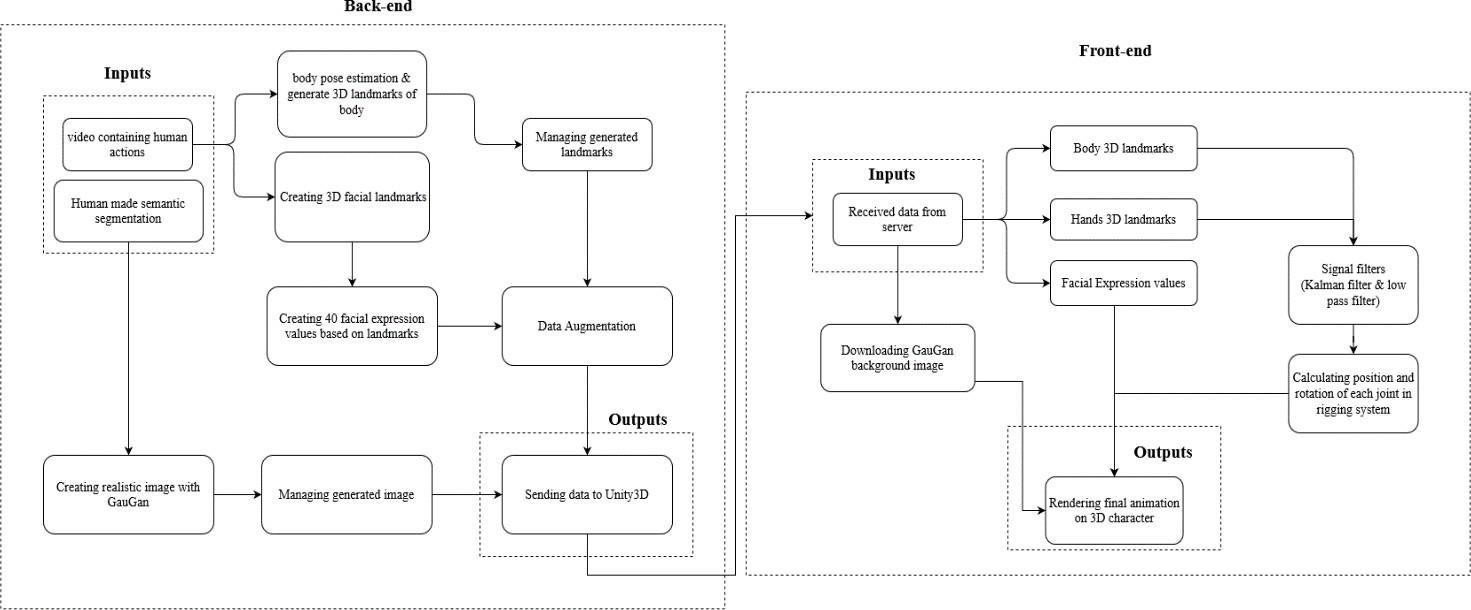 Back-end
Inputs
video containing human
actions
Human made semantic
segmentation
body pose estimation &
generate 3D landmarks of
body
Creating 3D facial landmarks
Managing generated
landmarks
Creating 40 facial expression
values based on landmarks
Data Augmentation
Outputs
Creating realistic image with
GauGan
Managing generated image
Sending data to Unity3D
Front-end
Inputs
Received data from
server
Body 3D landmarks
Hands 3D landmarks
Facial Expression values
Signal filters
(Kalman filter & low
pass filter)
Downloading GauGan
background image
Calculating position and
rotation of each joint in
rigging system
Outputs
Rendering final animation
on 3D character